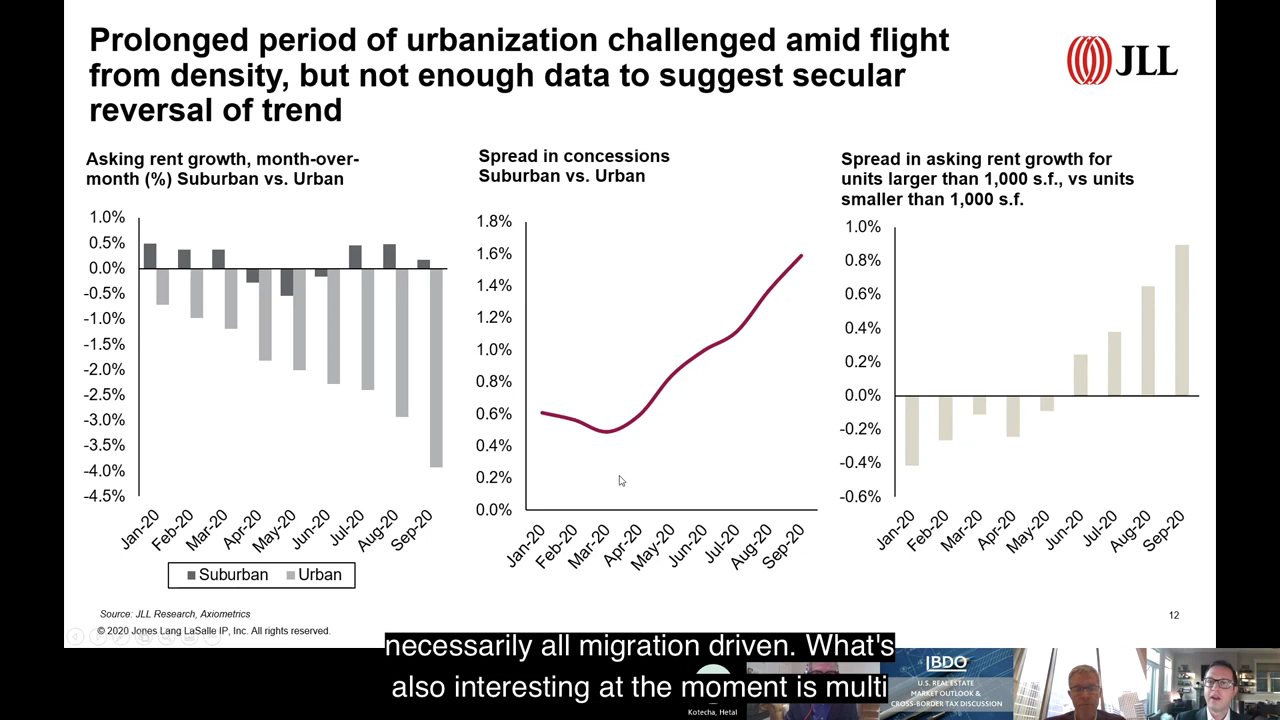 Prolonged period of urbanization challenged amid flight
from density, but not enough data to suggest secular
reversal of trend
JLL
Asking rent growth, month-over-
month (%) Suburban vs. Urban
1.0%
0.5%
0.0%
-0.5%
-1.0%
-1.5%
-2.0%
-2.5%
-3.0%
-3.5%
-4.0%
-4.5%
Jan-20
Feb-20
Mar-20
Apr-20
May-20
Jun-20
Jul-20
Aug-20
Sep-20
Suburban Urban
Spread in concessions
Suburban vs. Urban
1.8%
1.6%
1.4%
1.2%
1.0%
0.8%
0.6%
0.4%
0.2%
0.0%
Jan-20
Feb-20
Mar-20
Apr-20
May-20
Jun-20
Jul-20
Aug-20
Sep-20
Spread in asking rent growth for
units larger than 1,000 s.f., vs units
smaller than 1,000 s.f.
1.0%
0.8%
0.6%
0.4%
0.2%
0.0%
-0.2%
-0.4%
-0.6%
Jan-20
Feb-20
Mar-20
Apr-20
May-20
Jun-20
Jul-20
Aug-20
Sep-20
Source: JLL Research, Axiometrics
© 2020 Jones Lang LaSalle IP, Inc. All rights reserved.
12
necessarily all migration driven. What's
also interesting at the moment is multi
Kotecha, Hetal
BDO
U.S. REAL ESTATE
MARKET OUTLOOK &
CROSS-BORDER TAX DISCUSSION